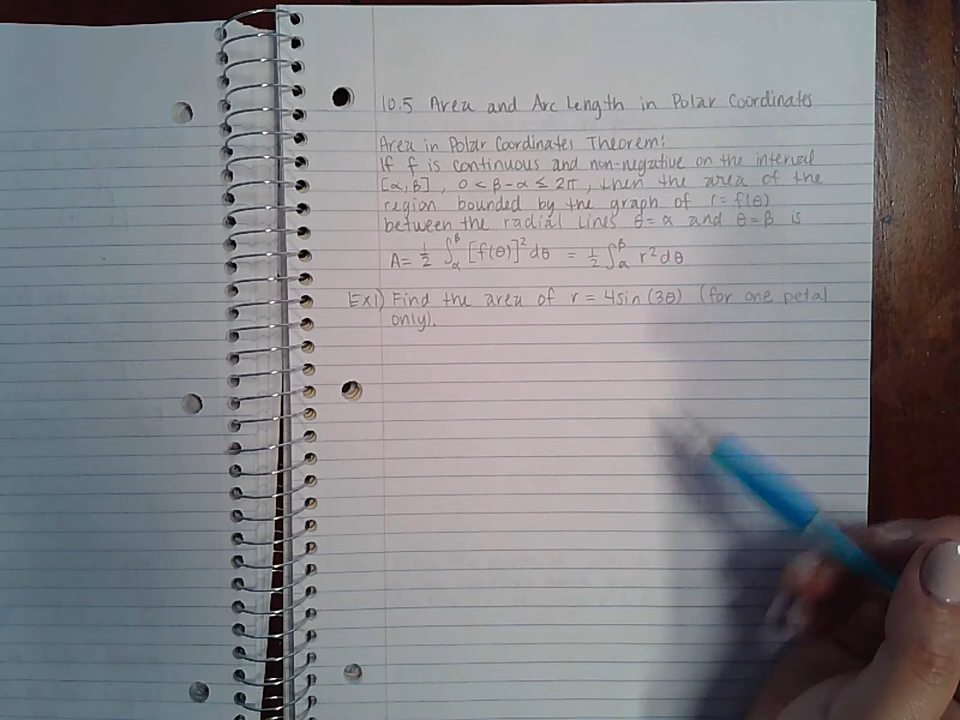 10.5 Area and Arc Length in Polar Coordinates
Area in Polar Coordinates Theorem:
If f is continuous and non-negative on the interval
[α,β], 0 < β-α ≤ 2π, then the area of the
region bounded by the graph of r=f(θ)
between the radial lines θ=α and θ=β is
A= 1/2 ∫_α^β [f(θ)]² dθ = 1/2 ∫_α^β r² dθ
Ex1) Find the area of r = 4sin(3θ) (for one petal
only).